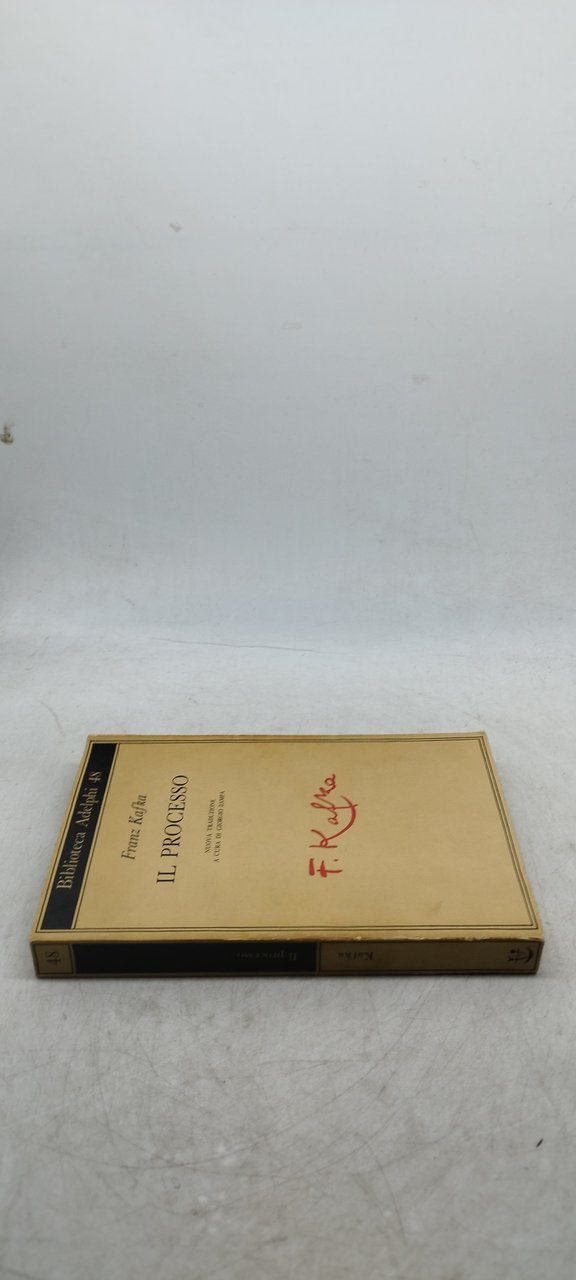 Biblioteca Adelphi 48
Franz Kafka
IL PROCESSO
NUOVA TRADUZIONE
A CURA DI GIORGIO ZAMPA
F. Kafka
48
Il processo
Kafka